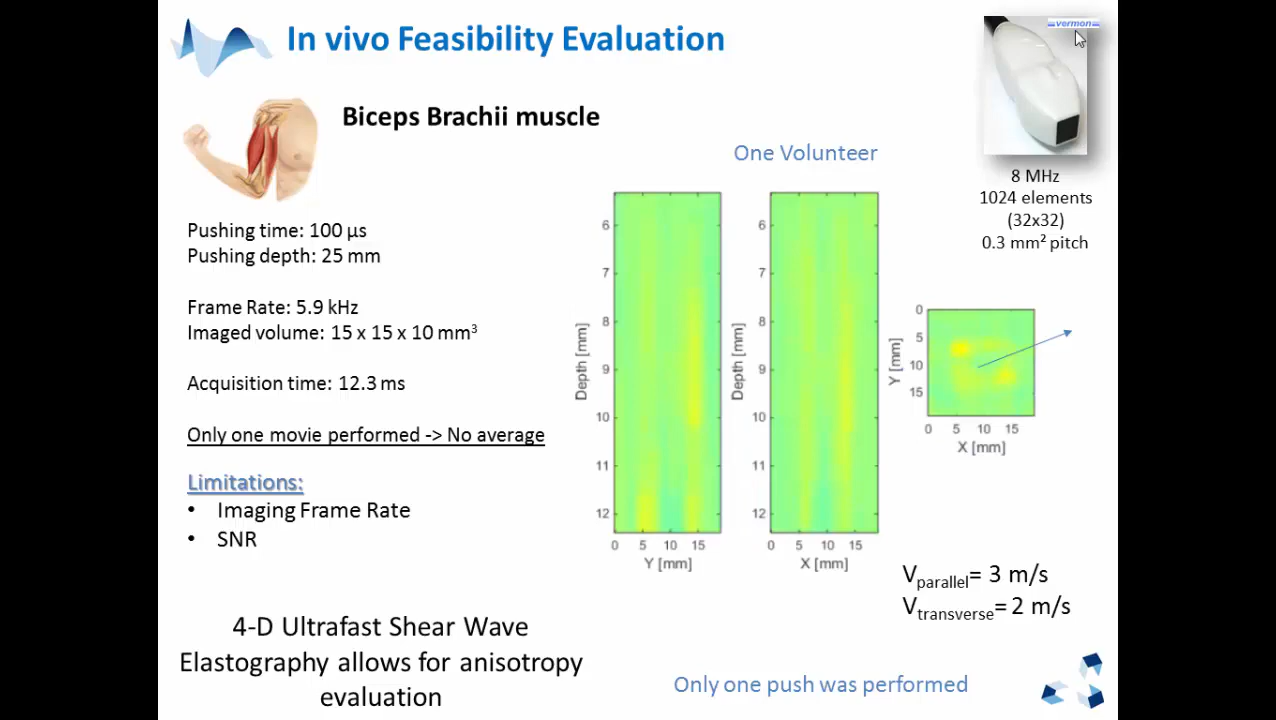 In vivo Feasibility Evaluation
vermon
Biceps Brachii muscle
One Volunteer
8 MHz
1024 elements
(32x32)
0.3 mm² pitch
Pushing time: 100 µs
Pushing depth: 25 mm
Frame Rate: 5.9 kHz
Imaged volume: 15 x 15 x 10 mm³
Acquisition time: 12.3 ms
Only one movie performed -> No average
Limitations:
• Imaging Frame Rate
• SNR
4-D Ultrafast Shear Wave
Elastography allows for anisotropy
evaluation
Depth [mm]
6
7
8
9
10
11
12
0 5 10 15
Y [mm]
Depth [mm]
6
7
8
9
10
11
12
0 5 10 15
X [mm]
Y [mm]
0
5
10
15
0 5 10 15
X [mm]
Vparallel= 3 m/s
Vtransverse= 2 m/s
Only one push was performed